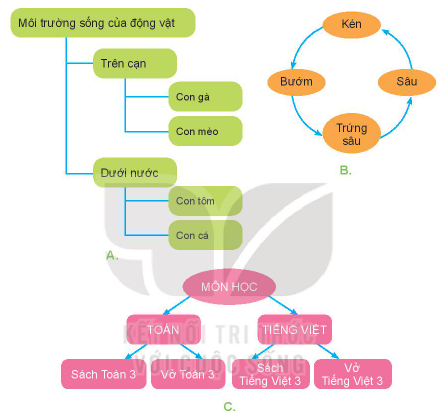 Môi trường sống của động vật
Trên cạn
Con gà
Con mèo
Dưới nước
Con tôm
Con cá
A.
Kén
Bướm
Sâu
Trứng
sâu
B.
MÔN HỌC
TOÁN
TIẾNG VIỆT
Sách Toán 3
Vở Toán 3
Sách
Tiếng Việt 3
Vở
Tiếng Việt 3
C.
KẾT NỐI TRI THỨC
VỚI CUỘC SỐNG